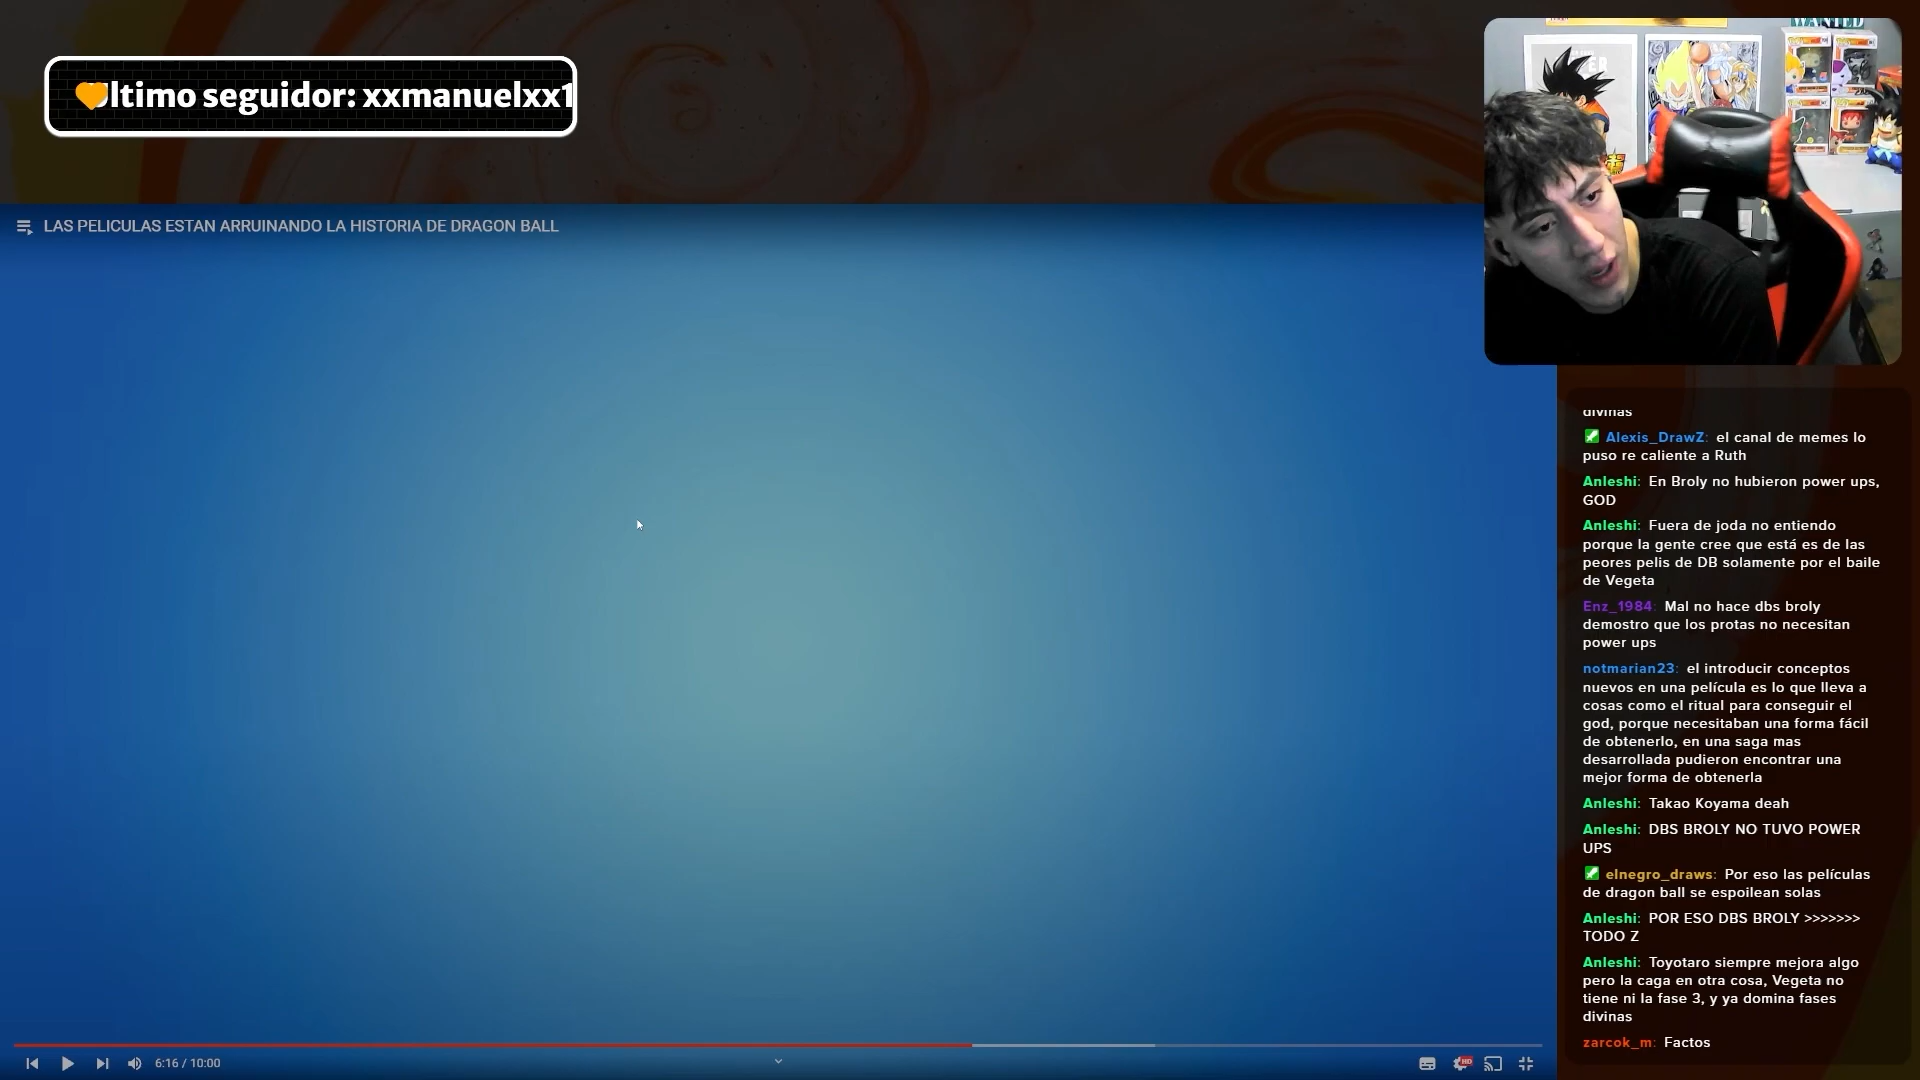 WANTED
Último seguidor: xxmanuelxx1
LAS PELICULAS ESTAN ARRUINANDO LA HISTORIA DE DRAGON BALL
divinas
Alexis_DrawZ: el canal de memes lo
puso re caliente a Ruth
Anleshi: En Broly no hubieron power ups,
GOD
Anleshi: Fuera de joda no entiendo
porque la gente cree que está es de las
peores pelis de DB solamente por el baile
de Vegeta
Enz_1984: Mal no hace dbs broly
demostro que los protas no necesitan
power ups
notmarian23: el introducir conceptos
nuevos en una película es lo que lleva a
cosas como el ritual para conseguir el
god, porque necesitaban una forma fácil
de obtenerlo, en una saga mas
desarrollada pudieron encontrar una
mejor forma de obtenerla
Anleshi: Takao Koyama deah
Anleshi: DBS BROLY NO TUVO POWER
UPS
elnegro_draws: Por eso las películas
de dragon ball se espoilean solas
Anleshi: POR ESO DBS BROLY >>>>>>>
TODO Z
Anleshi: Toyotaro siempre mejora algo
pero la caga en otra cosa, Vegeta no
tiene ni la fase 3, y ya domina fases
divinas
zarcok_m: Factos
6:16 / 10:00
HD